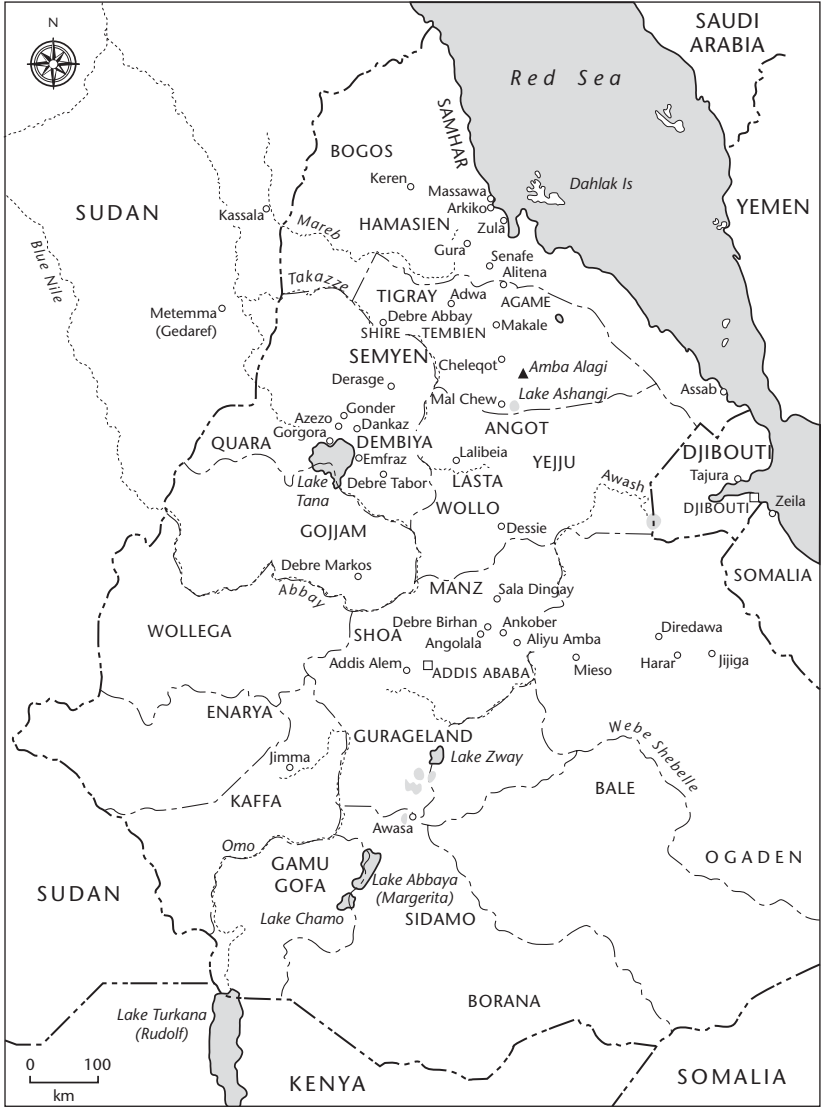 N
SAUDI
ARABIA
Red Sea
SAMHAR
BOGOS
Keren
Massawa
Dahlak Is
Arkiko
SUDAN
Kassala
YEMEN
Mareb
HAMASIEN
Zula
Gura
Blue Nile
Senafe
Alitena
Takazze
TIGRAY
Adwa
AGAME
Metemma
(Gedaref)
Debre Abbay
SHIRE
TEMBIEN
Makale
SEMYEN
Cheleqot
Amba Alagi
Derasge
Lake Ashangi
Mal Chew
Assab
Gonder
Azezo
Dankaz
ANGOT
Gorgora
QUARA
DEMBIYA
DJIBOUTI
Emfraz
Lalibeia
YEJJU
Tajura
Lake
Tana
Debre Tabor
LASTA
Awash
WOLLO
DJIBOUTI
Zeila
GOJJAM
Dessie
Debre Markos
SOMALIA
Abbay
MANZ
Sala Dingay
WOLLEGA
SHOA
Debre Birhan
Ankober
Diredawa
Angolala
Aliyu Amba
Addis Alem
ADDIS ABABA
Mieso
Harar
Jijiga
ENARYA
GURAGELAND
Webe Shebelle
Jimma
Lake Zway
KAFFA
BALE
Awasa
Omo
GAMU
GOFA
OGADEN
Lake Abbaya
(Margerita)
SUDAN
Lake Chamo
SIDAMO
BORANA
Lake Turkana
(Rudolf)
0 100
km
KENYA
SOMALIA